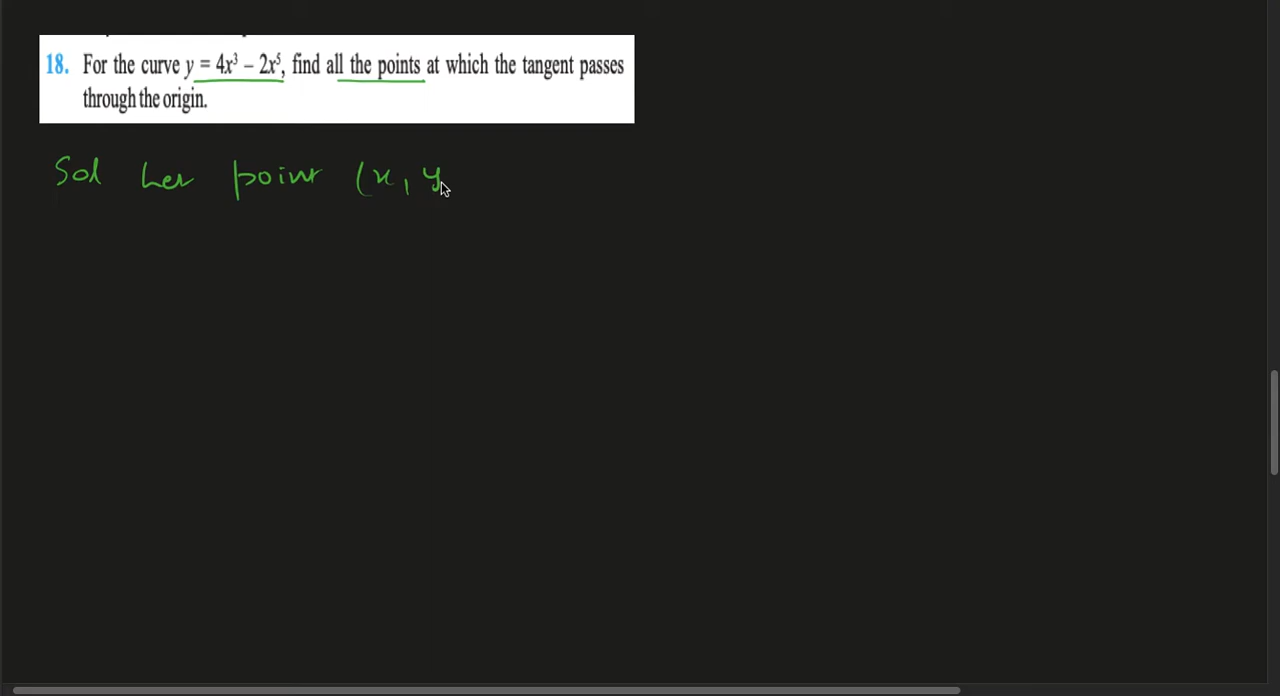 18. For the curve y = 4x³ – 2x⁵, find all the points at which the tangent passes
through the origin.
Sol Let point (x, y